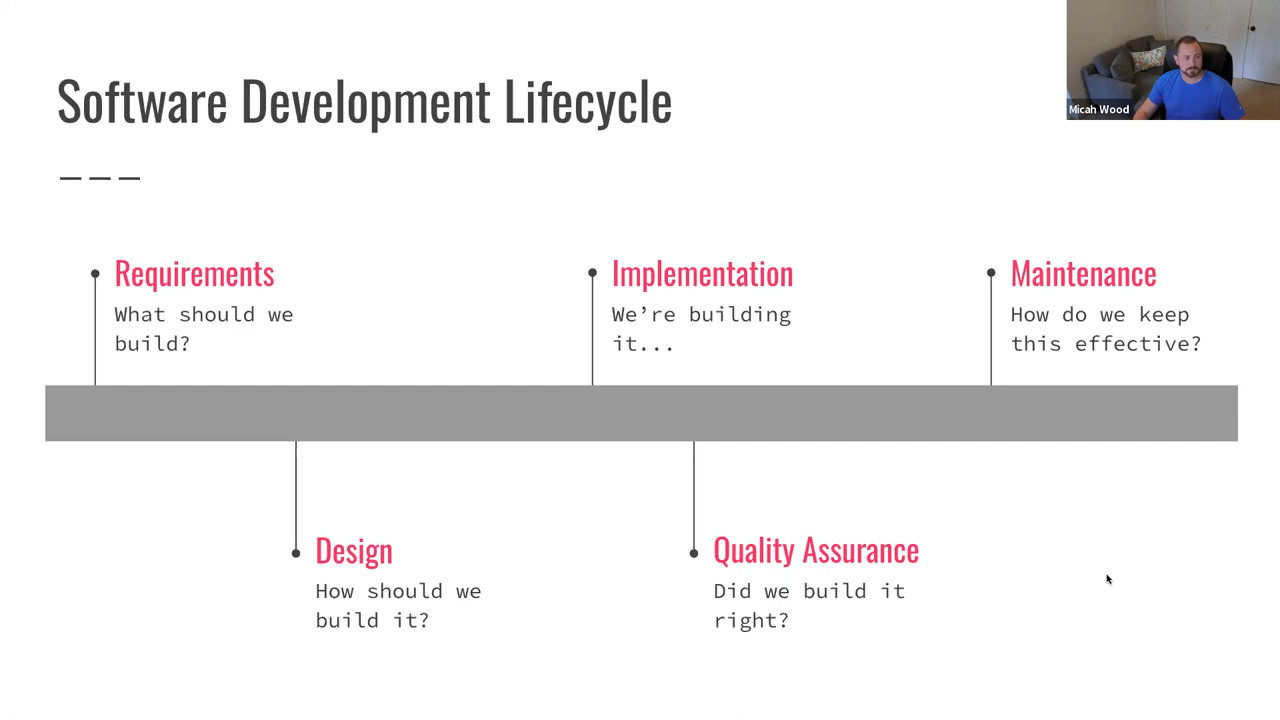 Software Development Lifecycle
Micah Wood
Requirements
What should we
build?
Implementation
We’re building
it...
Maintenance
How do we keep
this effective?
Design
How should we
build it?
Quality Assurance
Did we build it
right?